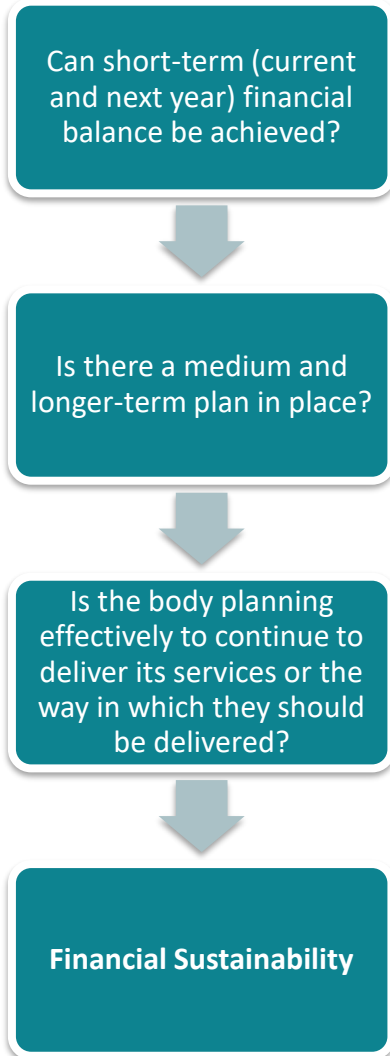 Can short-term (current
and next year) financial
balance be achieved?
Is there a medium and
longer-term plan in place?
Is the body planning
effectively to continue to
deliver its services or the
way in which they should
be delivered?
Financial Sustainability